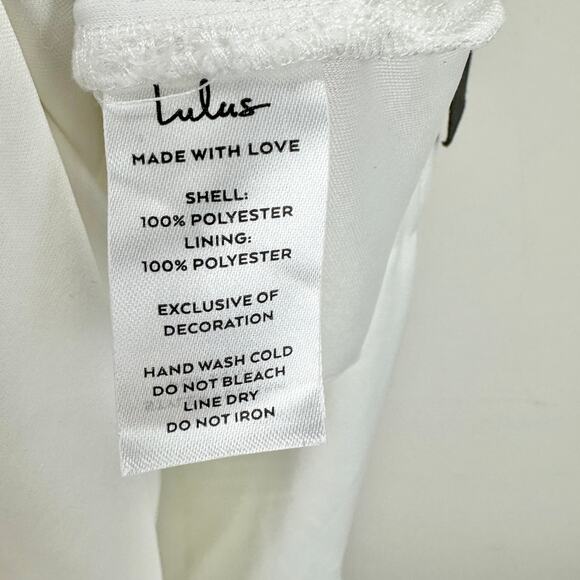 Lulus
MADE WITH LOVE
SHELL:
100% POLYESTER
LINING:
100% POLYESTER
EXCLUSIVE OF
DECORATION
HAND WASH COLD
DO NOT BLEACH
LINE DRY
DO NOT IRON